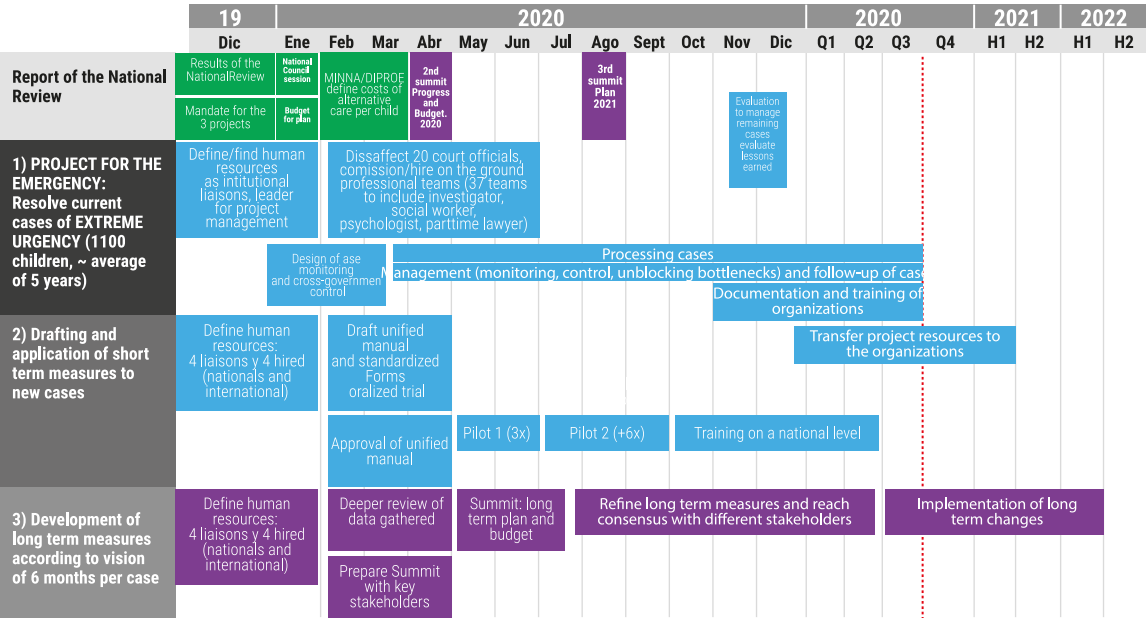 19
2020
2020
2021
2022
Dic
Ene
Feb
Mar
Abr
May
Jun
Jul
Ago
Sept
Oct
Nov
Dic
Q1
Q2
Q3
Q4
H1
H2
H1
H2
Report of the National
Review
Results of the
NationalReview
National
Council
session
Mandate for the
3 projects
Budget
for plan
MINNA/DIPROE
define costs of
alternative
care per child
2nd
summit
Progress
and
Budget.
2020
3rd
summit
Plan
2021
Evaluation
to manage
remaining
cases
evaluate
lessons
earned
1) PROJECT FOR THE
EMERGENCY:
Resolve current
cases of EXTREME
URGENCY (1100
children, ~ average
of 5 years)
Define/find human
resources
as intitutional
liaisons, leader
for project
management
Dissaffect 20 court officials,
comission/hire on the ground
professional teams (37 teams
to include investigator,
social worker,
psychologist, parttime lawyer)
Design of ase
monitoring
and cross-governmen
control
Processing cases
Management (monitoring, control, unblocking bottlenecks) and follow-up of cas
Documentation and training of
organizations
Transfer project resources to
the organizations
2) Drafting and
application of short
term measures to
new cases
Define human
resources:
4 liaisons y 4 hired
(nationals and
international)
Draft unified
manual
and standardized
Forms
oralized trial
Approval of unified
manual
Pilot 1 (3x)
Pilot 2 (+6x)
Training on a national level
3) Development of
long term measures
according to vision
of 6 months per case
Define human
resources:
4 liaisons y 4 hired
(nationals and
international)
Deeper review of
data gathered
Prepare Summit
with key
stakeholders
Summit: long
term plan and
budget
Refine long term measures and reach
consensus with different stakeholders
Implementation of long
term changes